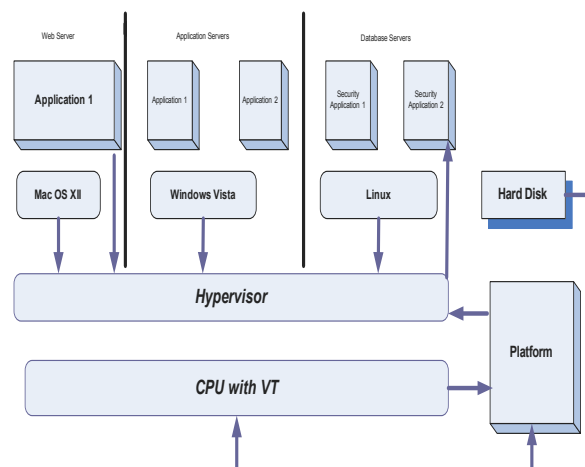 Web Server
Application Servers
Database Servers
Application 1
Application 1
Application 2
Security
Application 1
Security
Application 2
Mac OS XII
Windows Vista
Linux
Hard Disk
Hypervisor
Platform
CPU with VT